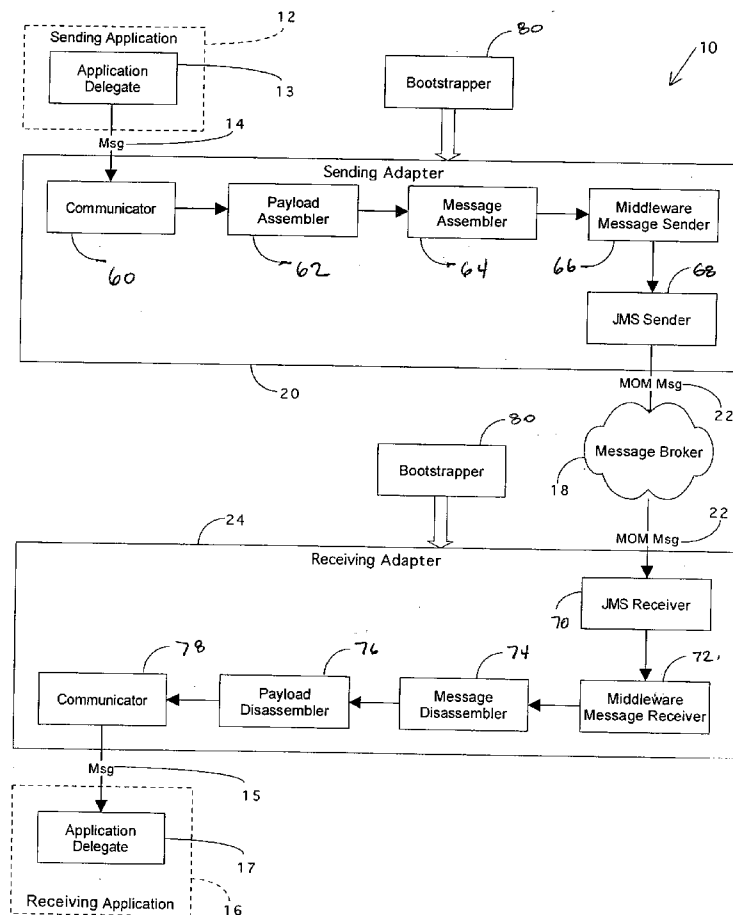 12
80
Sending Application
10
Application
Delegate
13
Bootstrapper
14
Msg
Sending Adapter
Communicator
Payload
Assembler
Message
Assembler
Middleware
Message Sender
60
62
64
66
68
JMS Sender
20
MOM Msg
22
80
Bootstrapper
Message Broker
18
24
22
MOM Msg
Receiving Adapter
JMS Receiver
70
78
76
74
72
Communicator
Payload
Disassembler
Message
Disassembler
Middleware
Message Receiver
Msg
15
Application
Delegate
17
Receiving Application
16